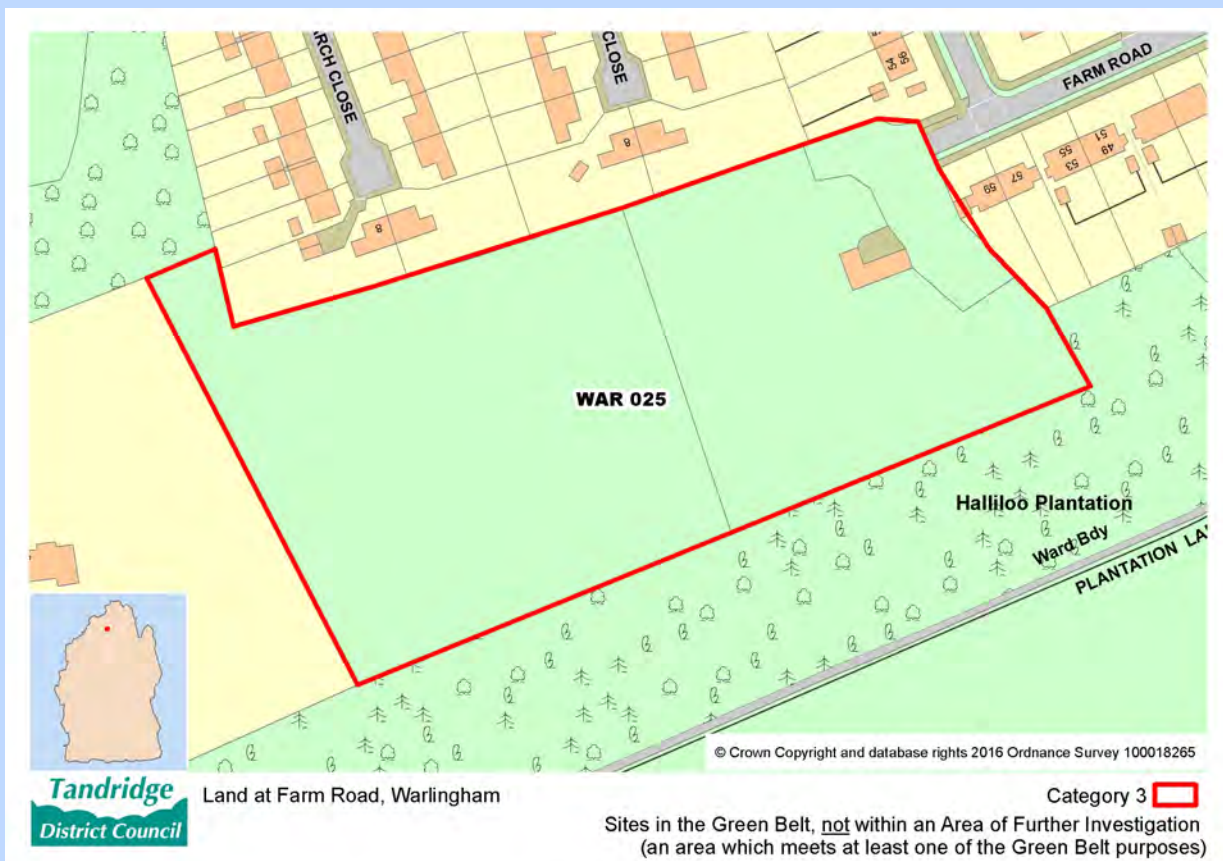 ARCH CLOSE
CLOSE
FARM ROAD
54
56
8
8
51
55
49
53
57
59
WAR 025
Halliloo Plantation
Ward Bdy
PLANTATION LA
© Crown Copyright and database rights 2016 Ordnance Survey 100018265
Tandridge
District Council
Land at Farm Road, Warlingham
Category 3
Sites in the Green Belt, not within an Area of Further Investigation
(an area which meets at least one of the Green Belt purposes)